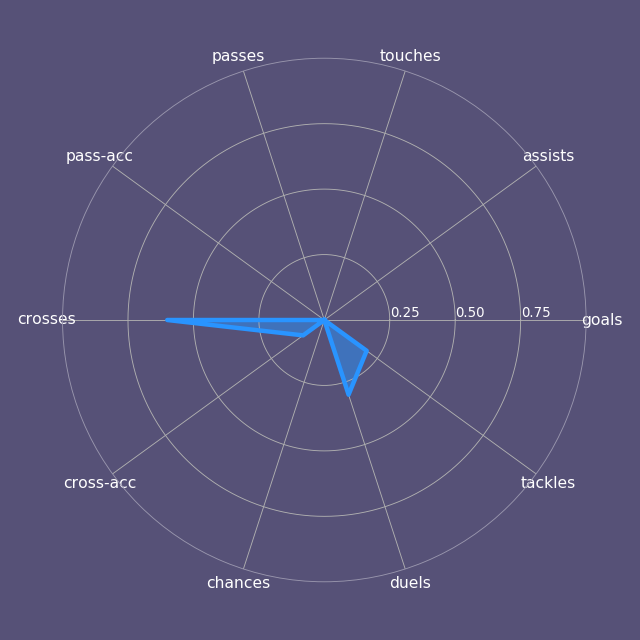 passes
touches
pass-acc
assists
crosses
0.25
0.50
0.75
goals
cross-acc
tackles
chances
duels